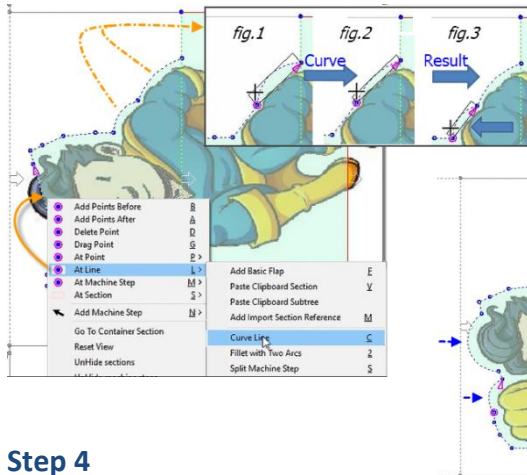 fig.1 fig.2 fig.3
Curve Result
Add Points Before B
Add Points After A
Delete Point D
Drag Point G
At Point P >
At Line L >
At Machine Step M >
At Section S >
Add Machine Step N >
Go To Container Section
Reset View
UnHide sections
Add Basic Flap F
Paste Clipboard Section V
Paste Clipboard Subtree
Add Import Section Reference M
Curve Line C
Fillet with Two Arcs 2
Split Machine Step S
Step 4